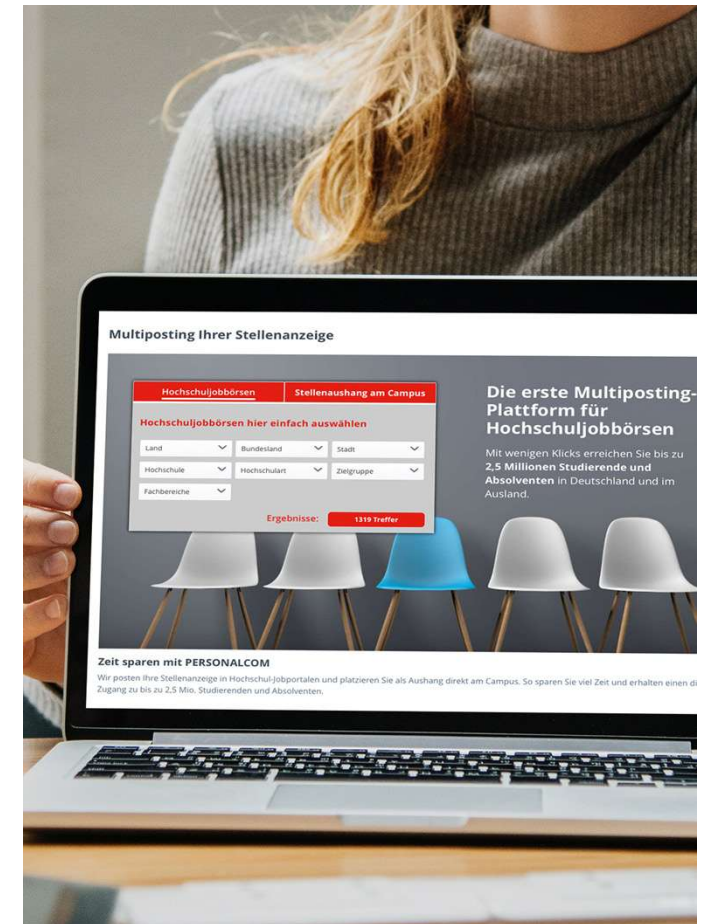 Multiposting Ihrer Stellenanzeige
Hochschuljobbörsen
Stellenaushang am Campus
Hochschuljobbörsen hier einfach auswählen
Land
Bundesland
Stadt
Hochschule
Hochschulart
Zielgruppe
Fachbereiche
Ergebnisse:
1319 Treffer
Die erste Multiposting-
Plattform für
Hochschuljobbörsen
Mit wenigen Klicks erreichen Sie bis zu
2,5 Millionen Studierende und
Absolventen in Deutschland und im
Ausland.
Zeit sparen mit PERSONALCOM
Wir posten Ihre Stellenanzeige in Hochschul-Jobportalen und platzieren Sie als Aushang direkt am Campus. So sparen Sie viel Zeit und erhalten einen di
Zugang zu bis zu 2,5 Mio. Studierenden und Absolventen.